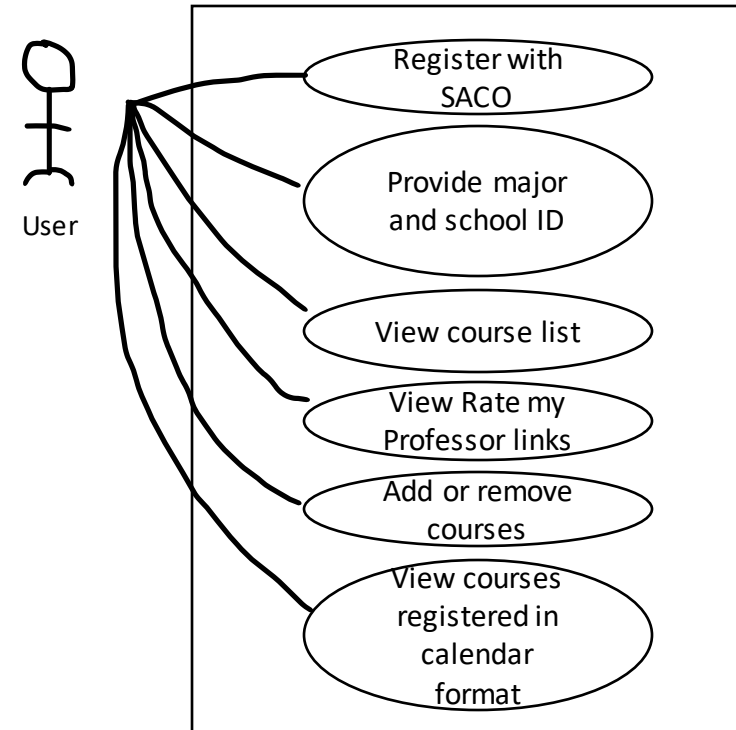 Register with
SACO
Provide major
and school ID
User
View course list
View Rate my
Professor links
Add or remove
courses
View courses
registered in
calendar
format